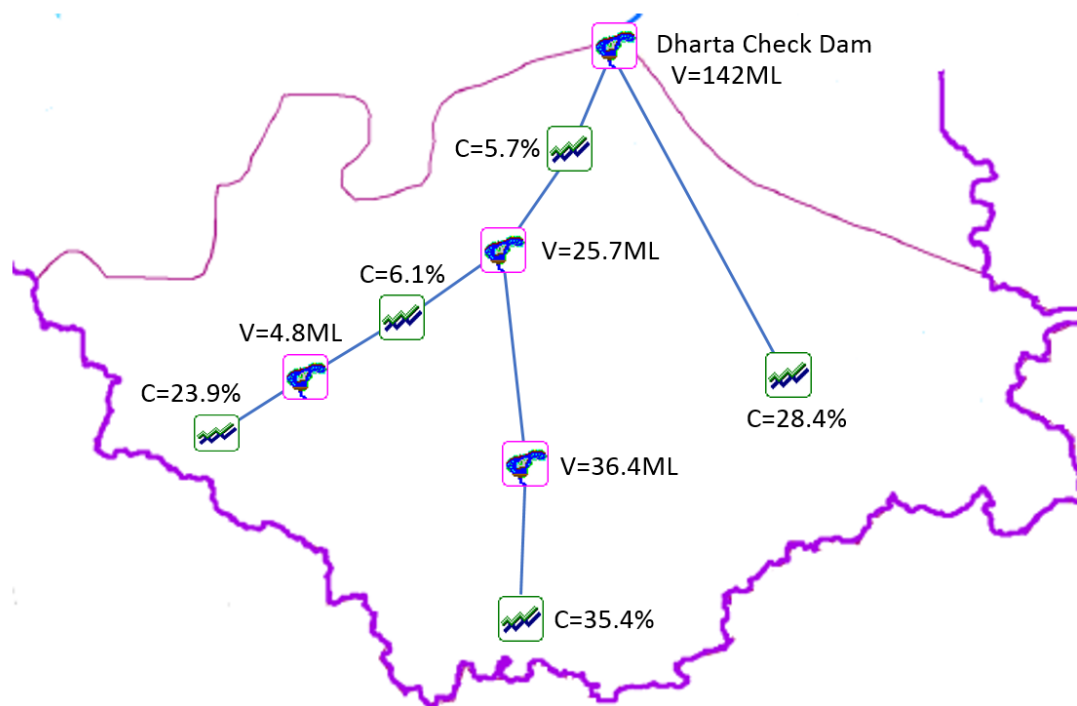 Dharta Check Dam
V=142ML
C=5.7%
V=25.7ML
C=6.1%
V=4.8ML
C=23.9%
C=28.4%
V=36.4ML
C=35.4%